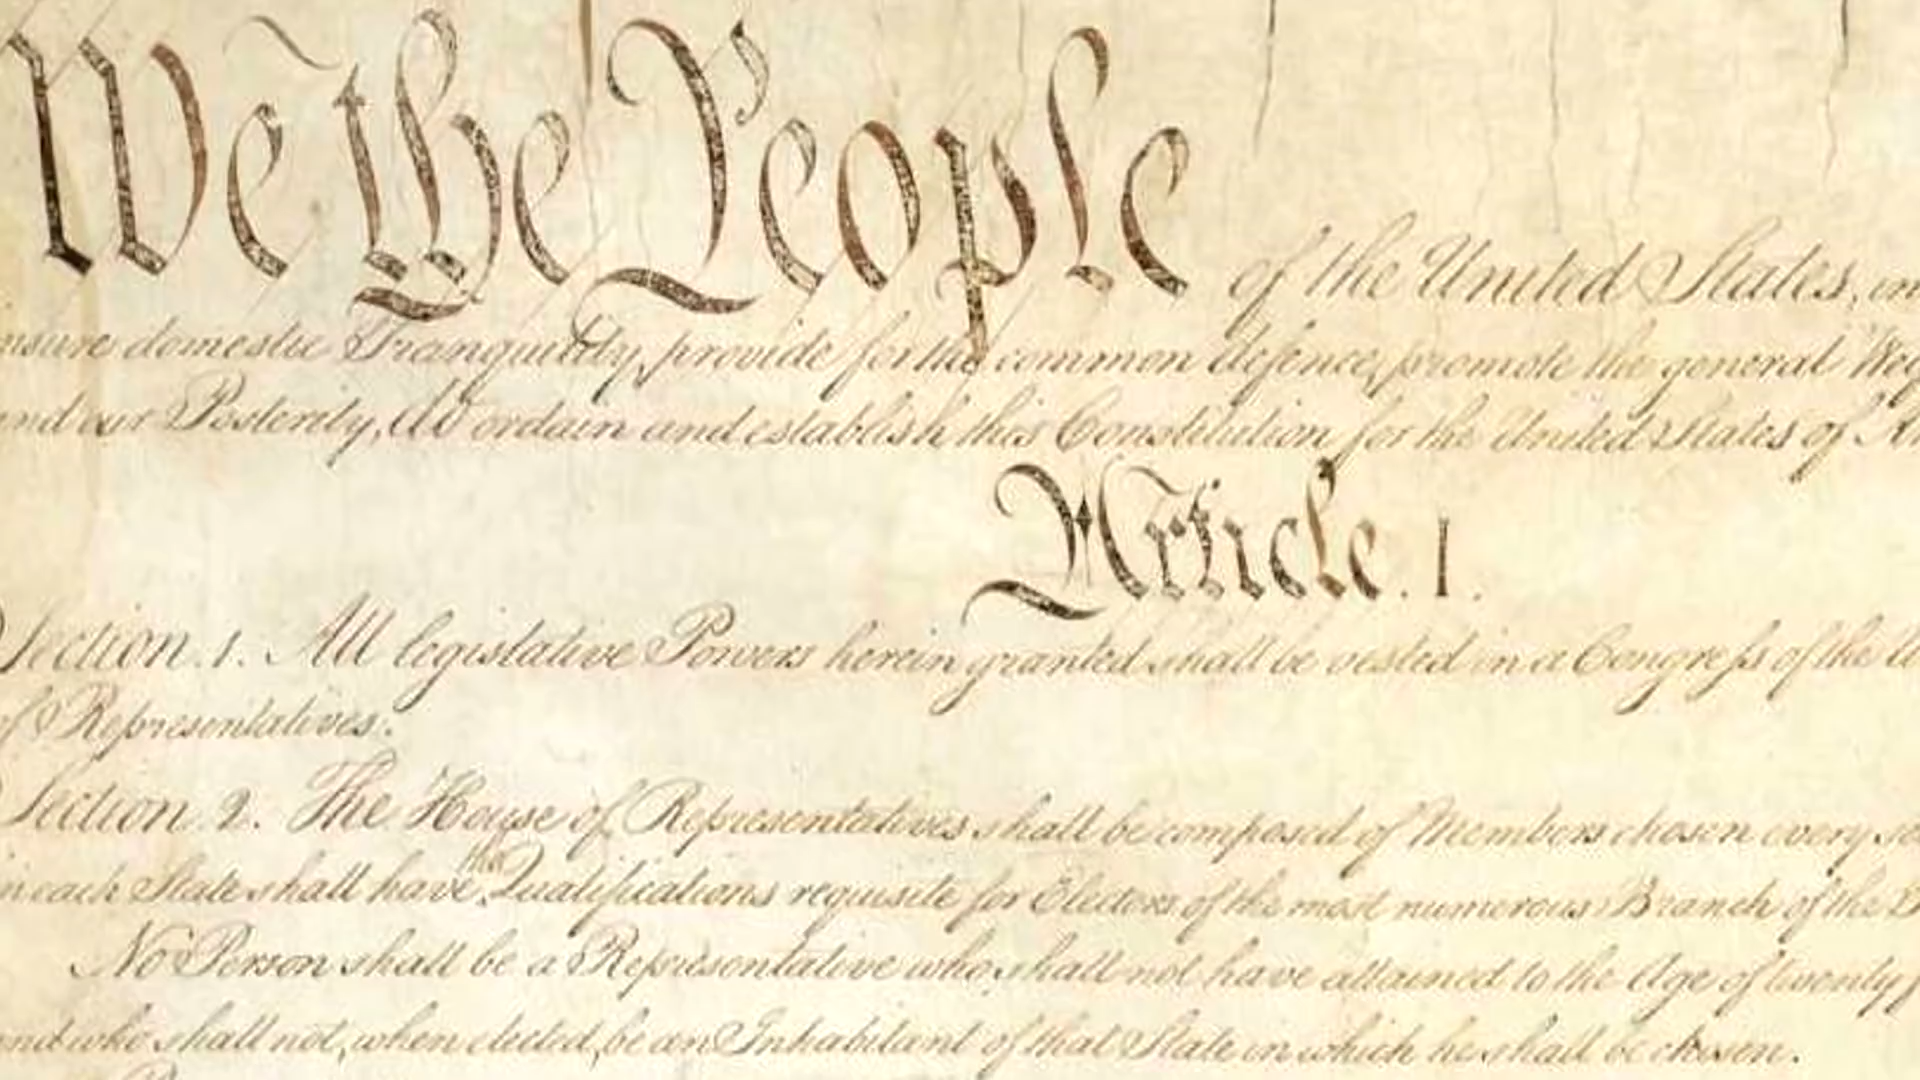 We the People of the United States, in
nsure domestic Tranquility, provide for the common defence, promote the general Welf
and our Posterity, do ordain and establish this Constitution for the United States of Am
Article. I.
Section. 1. All legislative Powers herein granted shall be vested in a Congress of the U
of Representatives.
Section. 2. The House of Representatives shall be composed of Members chosen every se
in each State shall have the Qualifications requisite for Electors of the most numerous Branch of the S
No Person shall be a Representative who shall not have attained to the Age of twenty f
and who shall not, when elected, be an Inhabitant of that State in which he shall be chosen.